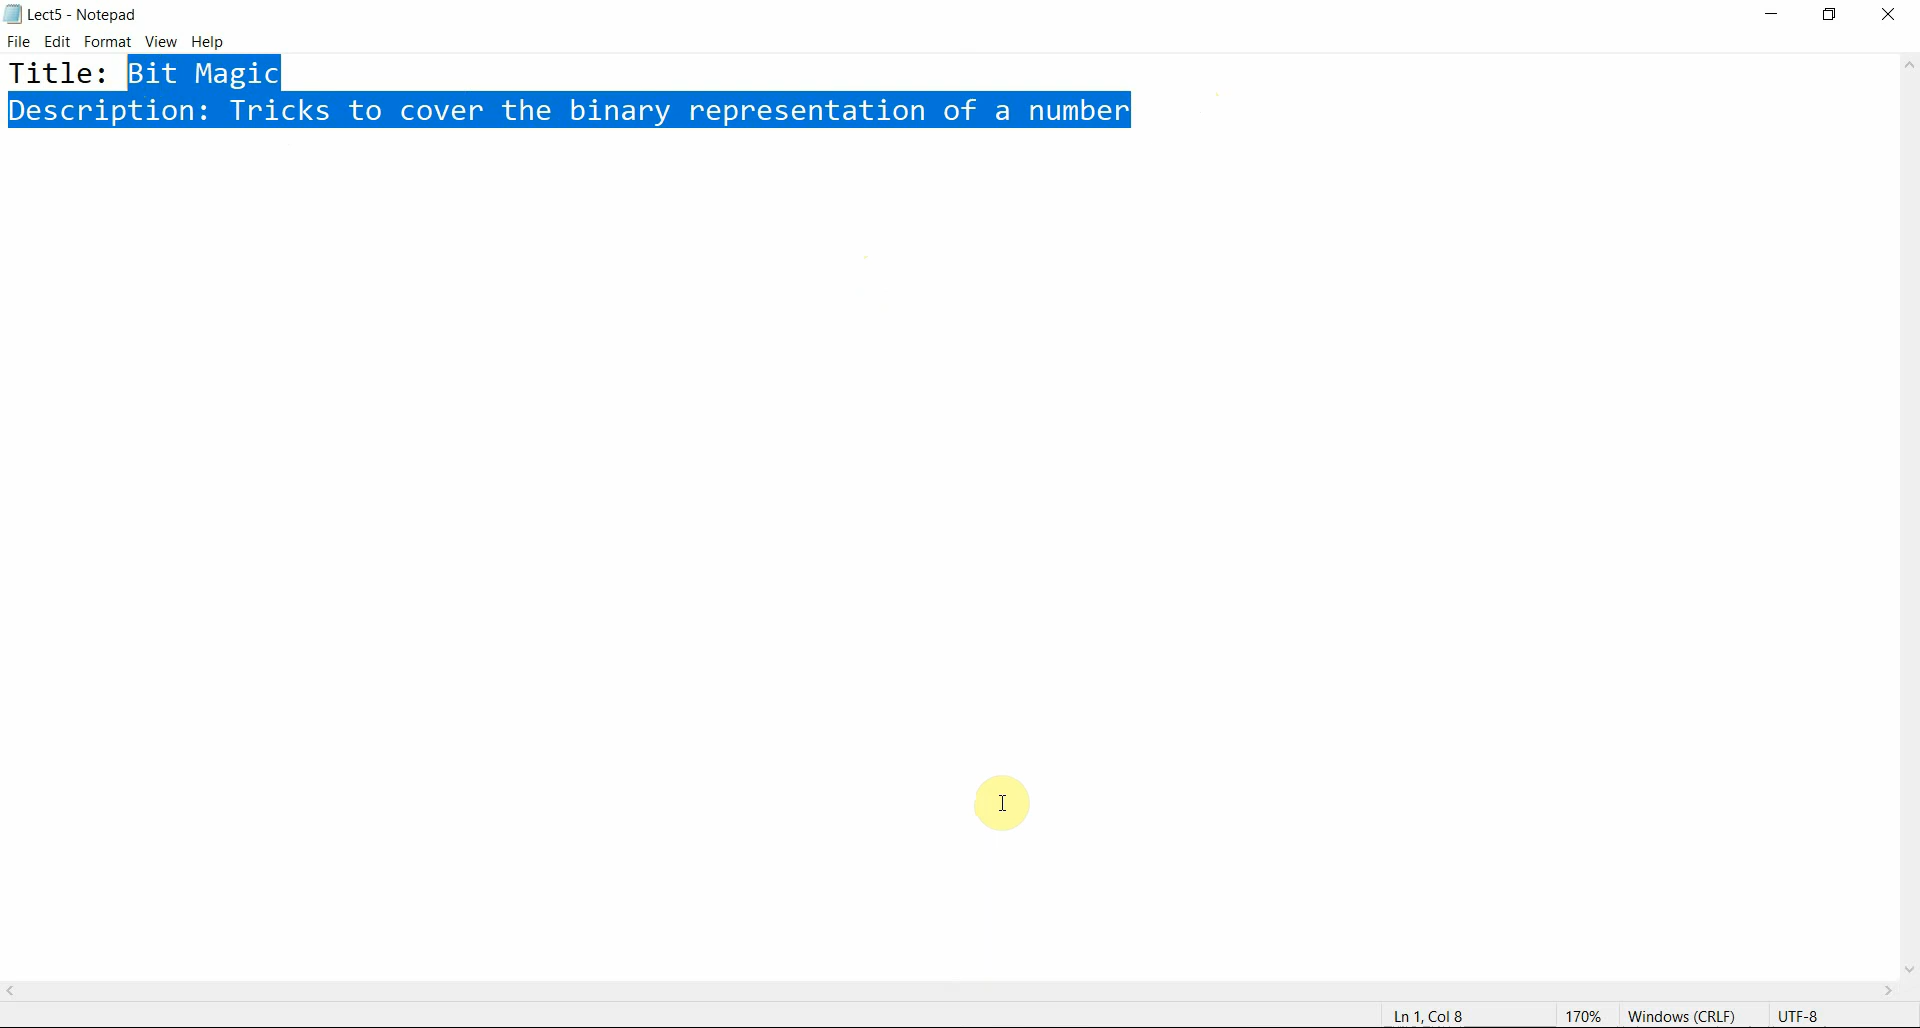 Lect5 - Notepad
File Edit Format View Help
Title: Bit Magic
Description: Tricks to cover the binary representation of a number
Ln 1, Col 8 170% Windows (CRLF) UTF-8